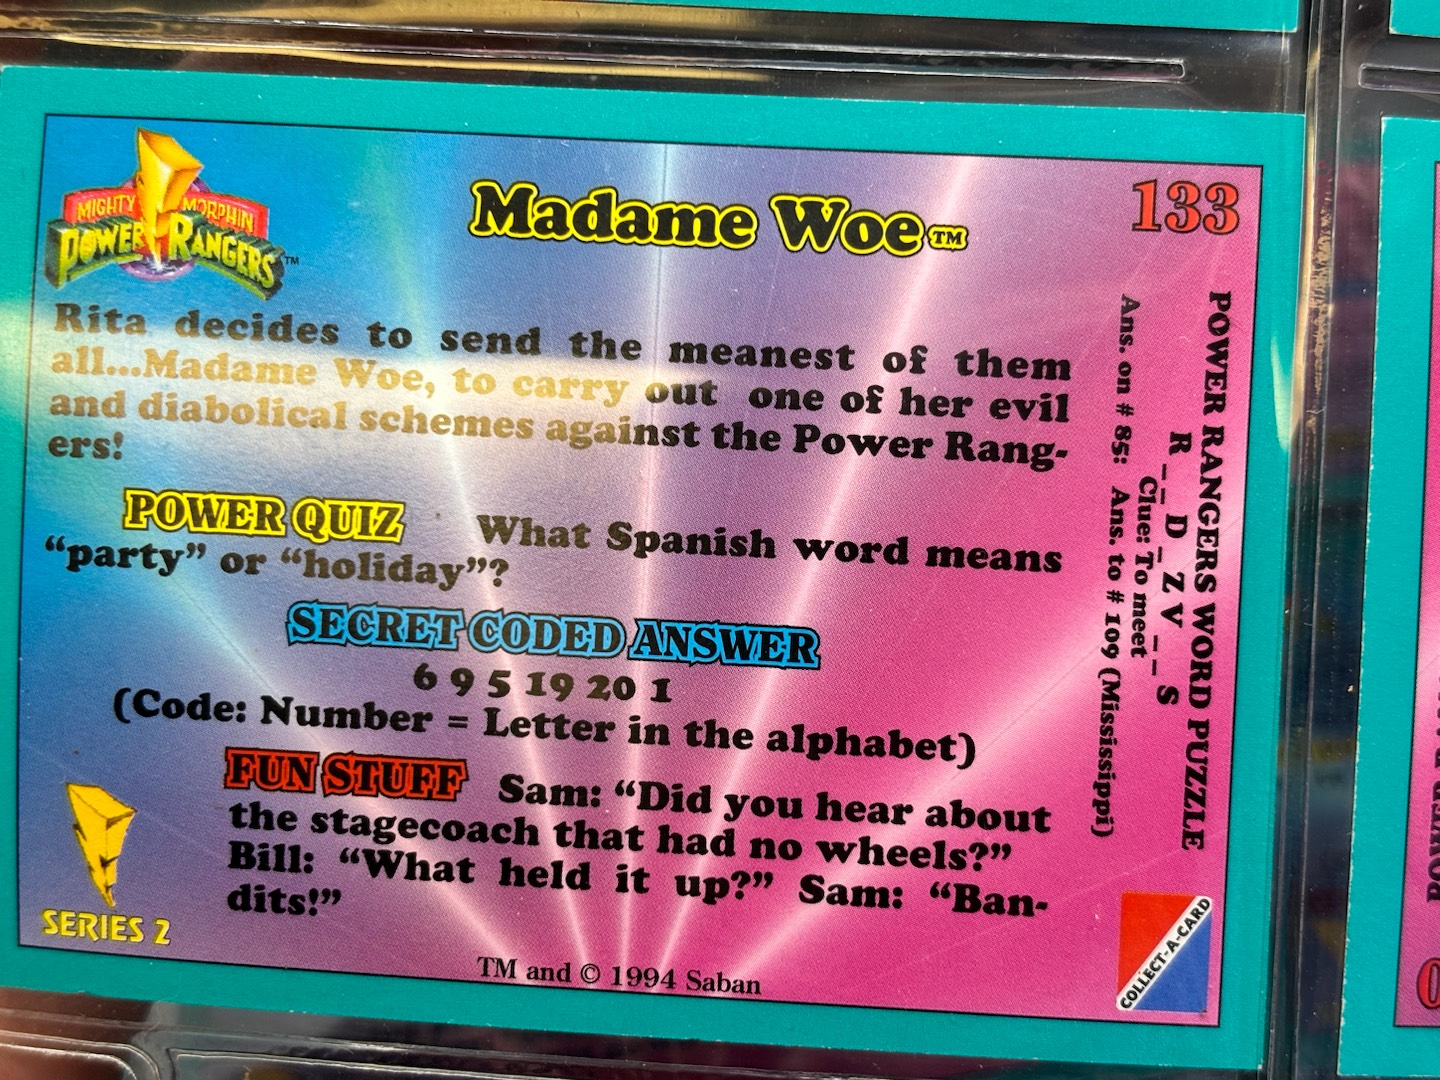 MIGHTY MORPHIN
POWER RANGERS™
Madame Woe™
133
Rita decides to send the meanest of them
all...Madame Woe, to carry out one of her evil
and diabolical schemes against the Power Rang-
ers!
POWER QUIZ What Spanish word means
“party” or “holiday”?
SECRET CODED ANSWER
6 9 5 19 20 1
(Code: Number = Letter in the alphabet)
FUN STUFF Sam: “Did you hear about
the stagecoach that had no wheels?”
Bill: “What held it up?” Sam: “Ban-
dits!”
SERIES 2
TM and © 1994 Saban
POWER RANGERS WORD PUZZLE
R _ _ D _ Z V _ _ S
Clue: To meet
Ans. on # 85: Ans. to # 109 (Mississippi)
COLLECT-A-CARD